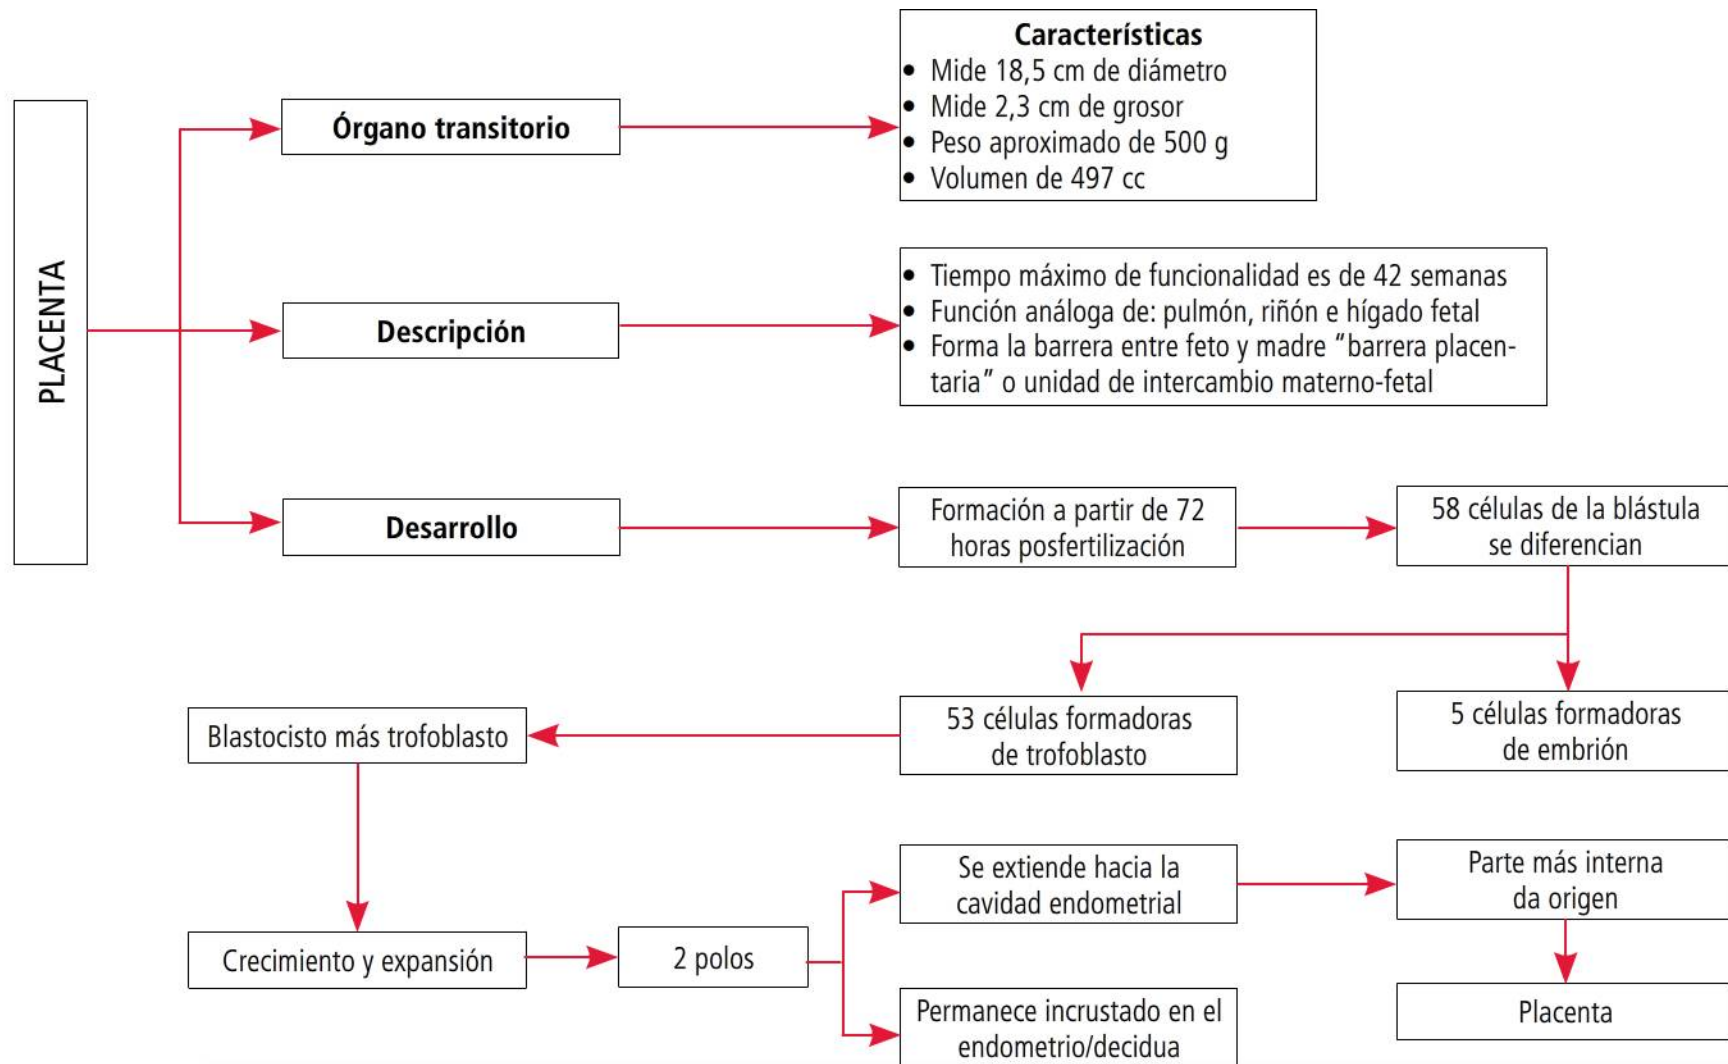 PLACENTA
Órgano transitorio
Características
• Mide 18,5 cm de diámetro
• Mide 2,3 cm de grosor
• Peso aproximado de 500 g
• Volumen de 497 cc
Descripción
• Tiempo máximo de funcionalidad es de 42 semanas
• Función análoga de: pulmón, riñón e hígado fetal
• Forma la barrera entre feto y madre “barrera placen-
taria” o unidad de intercambio materno-fetal
Desarrollo
Formación a partir de 72
horas posfertilización
58 células de la blástula
se diferencian
53 células formadoras
de trofoblasto
5 células formadoras
de embrión
Blastocisto más trofoblasto
Crecimiento y expansión
2 polos
Se extiende hacia la
cavidad endometrial
Parte más interna
da origen
Placenta
Permanece incrustado en el
endometrio/decidua